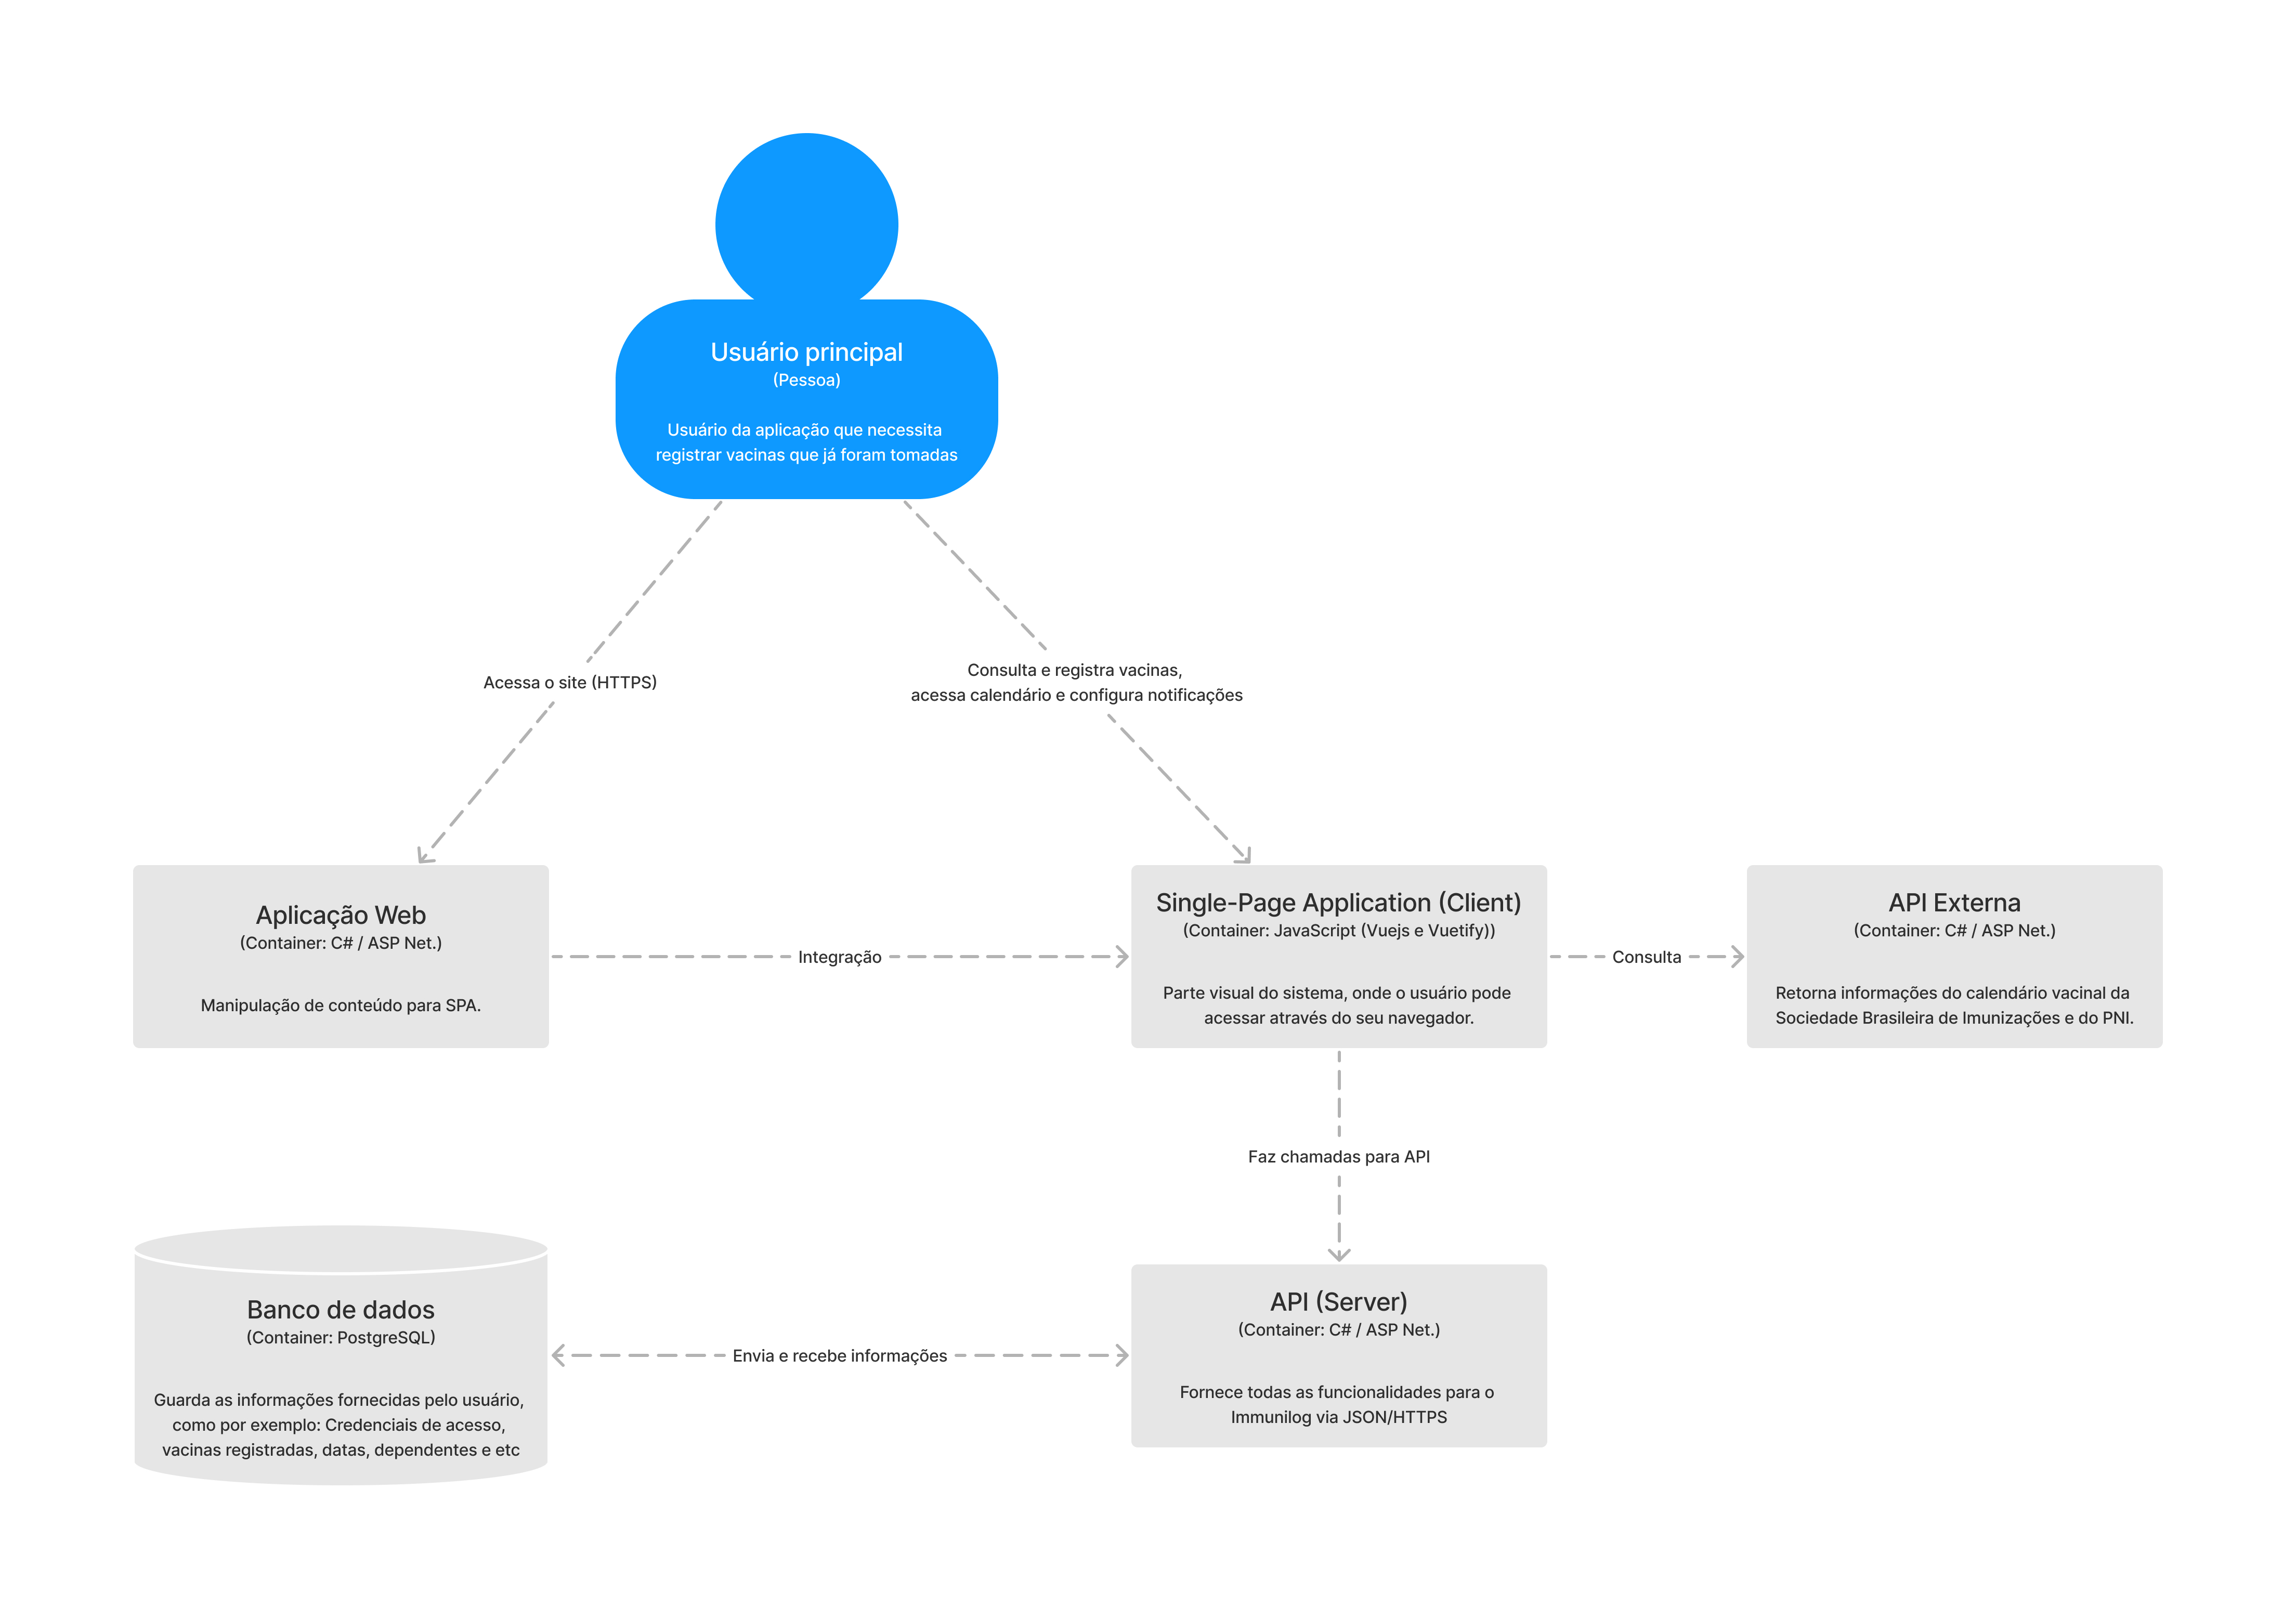 Usuário principal
(Pessoa)
Usuário da aplicação que necessita
registrar vacinas que já foram tomadas
Acessa o site (HTTPS)
Consulta e registra vacinas,
acessa calendário e configura notificações
Aplicação Web
(Container: C# / ASP Net.)
Manipulação de conteúdo para SPA.
Integração
Single-Page Application (Client)
(Container: JavaScript (Vuejs e Vuetify))
Parte visual do sistema, onde o usuário pode
acessar através do seu navegador.
Consulta
API Externa
(Container: C# / ASP Net.)
Retorna informações do calendário vacinal da
Sociedade Brasileira de Imunizações e do PNI.
Faz chamadas para API
Banco de dados
(Container: PostgreSQL)
Guarda as informações fornecidas pelo usuário,
como por exemplo: Credenciais de acesso,
vacinas registradas, datas, dependentes e etc
Envia e recebe informações
API (Server)
(Container: C# / ASP Net.)
Fornece todas as funcionalidades para o
Immunilog via JSON/HTTPS